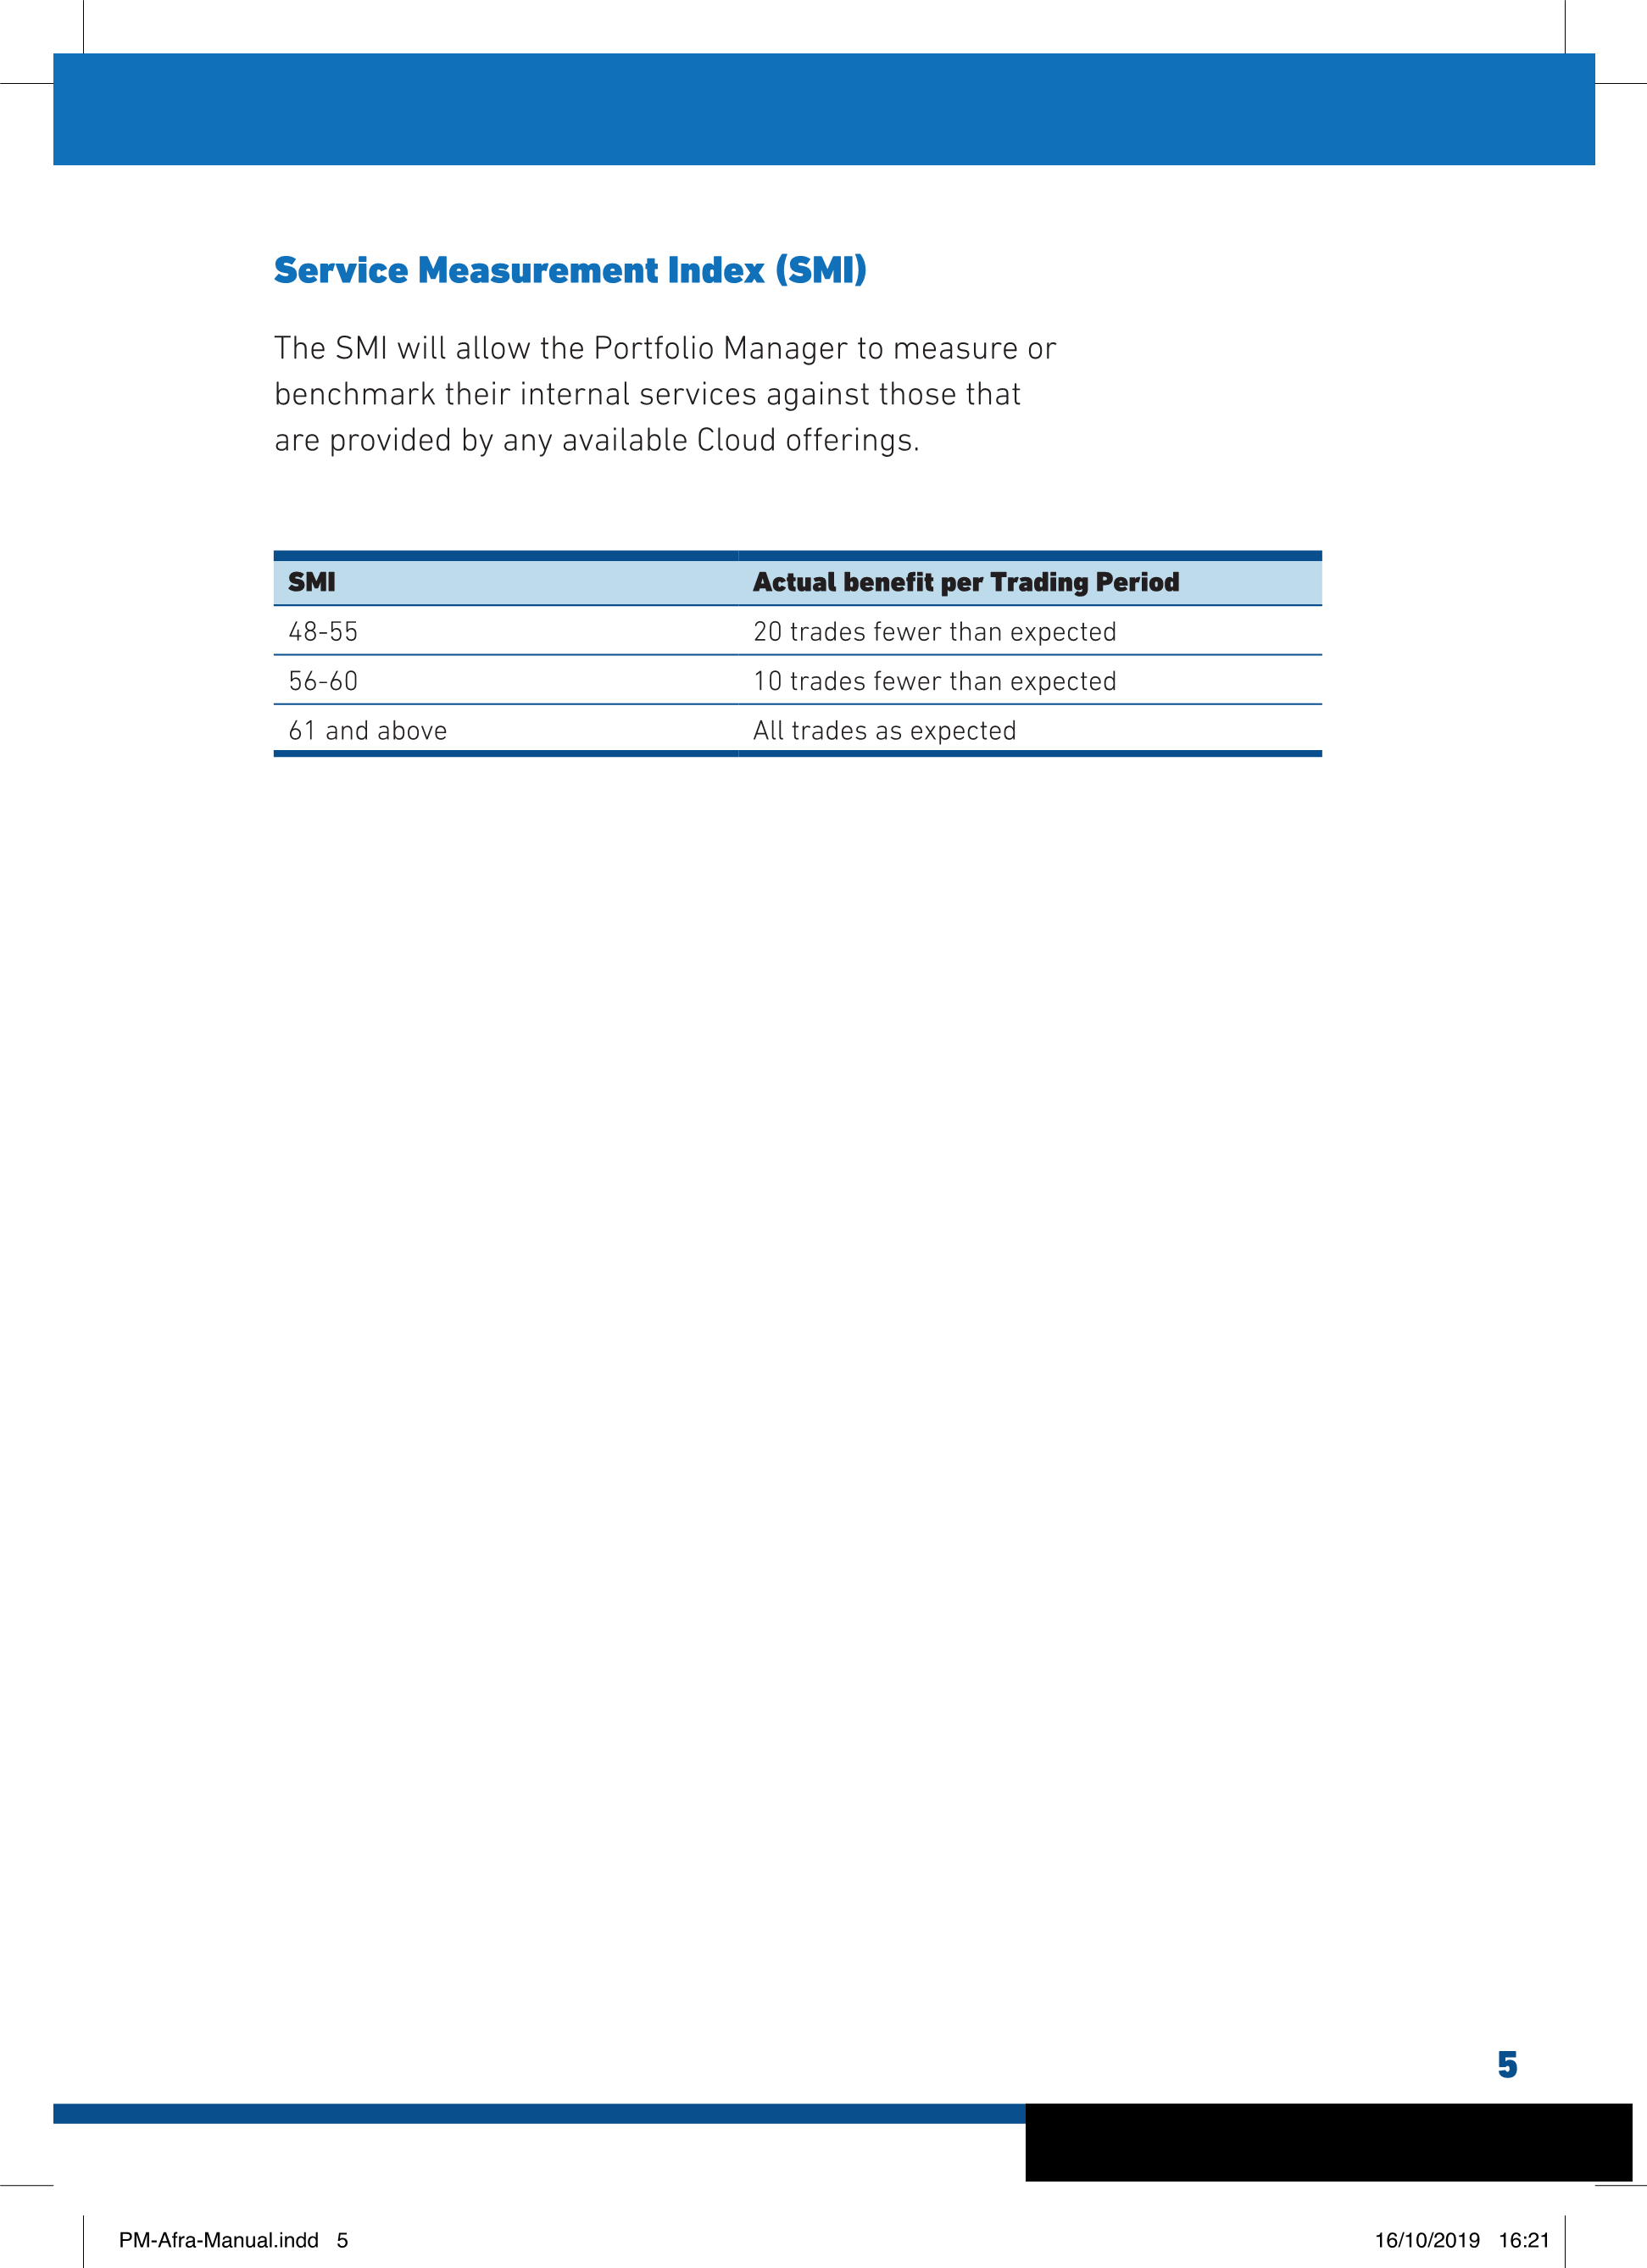 Service Measurement Index (SMI)
The SMI will allow the Portfolio Manager to measure or
benchmark their internal services against those that
are provided by any available Cloud offerings.
SMI Actual benefit per Trading Period
48-55 20 trades fewer than expected
56-60 10 trades fewer than expected
61 and above All trades as expected
5
PM-Afra-Manual.indd 5 16/10/2019 16:21